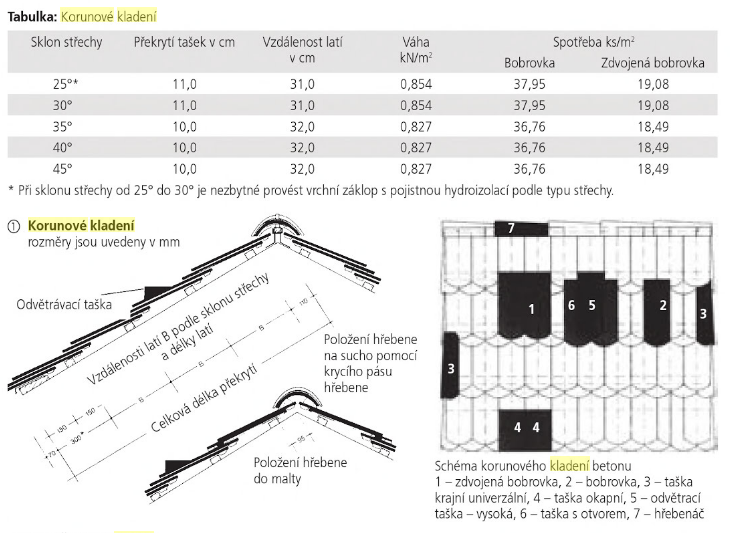 Tabulka: Korunové kladení
Sklon střechy Překrytí tašek v cm Vzdálenost latí v cm Váha kN/m² Spotřeba ks/m²
Bobrovka Zdvojená bobrovka
25°* 11,0 31,0 0,854 37,95 19,08
30° 11,0 31,0 0,854 37,95 19,08
35° 10,0 32,0 0,827 36,76 18,49
40° 10,0 32,0 0,827 36,76 18,49
45° 10,0 32,0 0,827 36,76 18,49
* Při sklonu střechy od 25° do 30° je nezbytné provést vrchní záklop s pojistnou hydroizolací podle typu střechy.
① Korunové kladení
rozměry jsou uvedeny v mm
Odvětrávací taška
Vzdálenosti latí B podle sklonu střechy
a délky latí
Celková délka překrytí
B
B
B
150
150
300*
70
Položení hřebene
na sucho pomocí
krycího pásu
hřebene
Položení hřebene
do malty
7
1
6
5
2
3
3
4 4
Schéma korunového kladení betonu
1 – zdvojená bobrovka, 2 – bobrovka, 3 – taška
krajní univerzální, 4 – taška okapní, 5 – odvětrací
taška – vysoká, 6 – taška s otvorem, 7 – hřebenáč